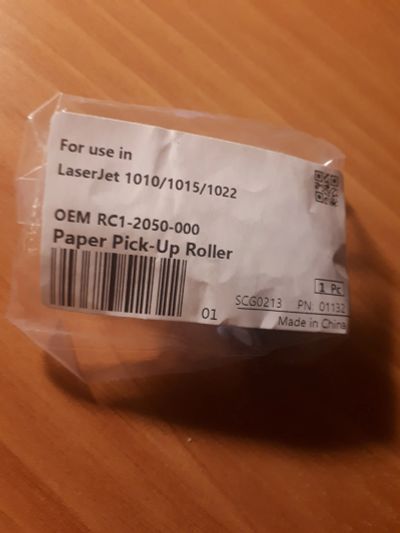 For use in
LaserJet 1010/1015/1022
OEM RC1-2050-000
Paper Pick-Up Roller
1 Pc
01 SCG0213 PN: 01132
Made in China